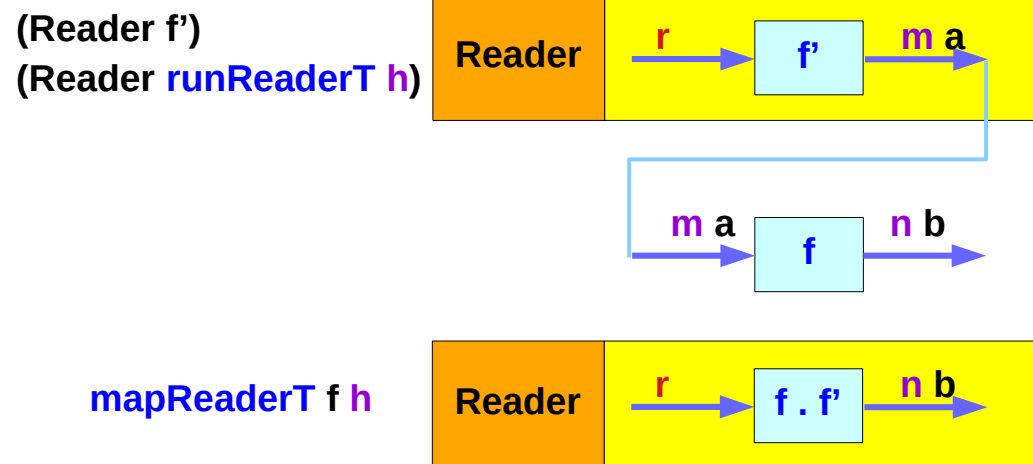 (Reader f’)
(Reader runReaderT h)
Reader
r
f’
m a
m a
f
n b
mapReaderT f h
Reader
r
f . f’
n b